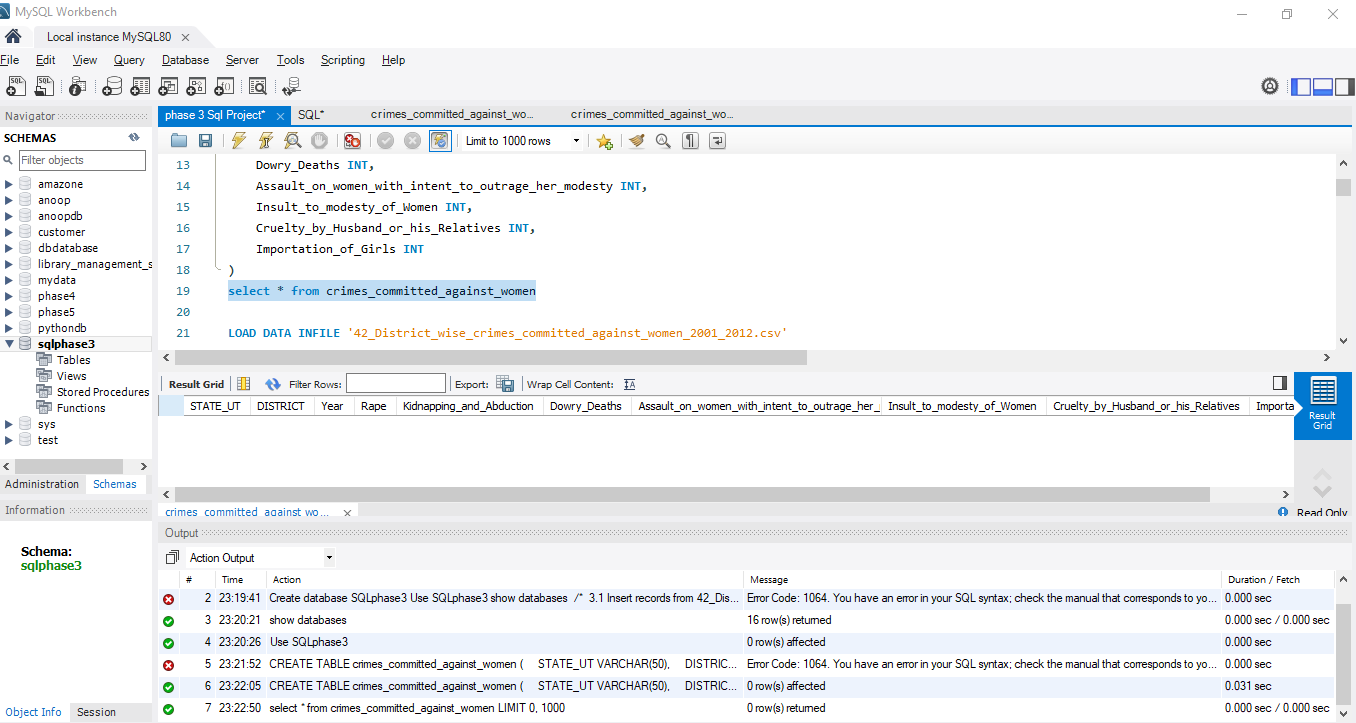 MySQL Workbench
Local instance MySQL80
File Edit View Query Database Server Tools Scripting Help
Navigator
SCHEMAS
Filter objects
amazone
anoop
anoopdb
customer
dbdatabase
library_management_s
mydata
phase4
phase5
pythondb
sqlphase3
Tables
Views
Stored Procedures
Functions
sys
test
Administration Schemas
Information
Schema:
sqlphase3
Object Info Session
phase 3 Sql Project* SQL* crimes_committed_against_wo... crimes_committed_against_wo...
Limit to 1000 rows
13 Dowry_Deaths INT,
14 Assault_on_women_with_intent_to_outrage_her_modesty INT,
15 Insult_to_modesty_of_Women INT,
16 Cruelty_by_Husband_or_his_Relatives INT,
17 Importation_of_Girls INT
18 )
19 select * from crimes_committed_against_women
20
21 LOAD DATA INFILE '42_District_wise_crimes_committed_against_women_2001_2012.csv'
Result Grid Filter Rows: Export: Wrap Cell Content:
STATE_UT DISTRICT Year Rape Kidnapping_and_Abduction Dowry_Deaths Assault_on_women_with_intent_to_outrage_her_ Insult_to_modesty_of_Women Cruelty_by_Husband_or_his_Relatives Importa
Result
Grid
crimes_committed_against_wo... Read Only
Output
Action Output
# Time Action Message Duration / Fetch
2 23:19:41 Create database SQLphase3 Use SQLphase3 show databases /* 3.1 Insert records from 42_Dis... Error Code: 1064. You have an error in your SQL syntax; check the manual that corresponds to yo... 0.000 sec
3 23:20:21 show databases 16 row(s) returned 0.000 sec / 0.000 sec
4 23:20:26 Use SQLphase3 0 row(s) affected 0.000 sec
5 23:21:52 CREATE TABLE crimes_committed_against_women ( STATE_UT VARCHAR(50), DISTRIC... Error Code: 1064. You have an error in your SQL syntax; check the manual that corresponds to yo... 0.000 sec
6 23:22:05 CREATE TABLE crimes_committed_against_women ( STATE_UT VARCHAR(50), DISTRIC... 0 row(s) affected 0.031 sec
7 23:22:50 select * from crimes_committed_against_women LIMIT 0, 1000 0 row(s) returned 0.000 sec / 0.000 sec